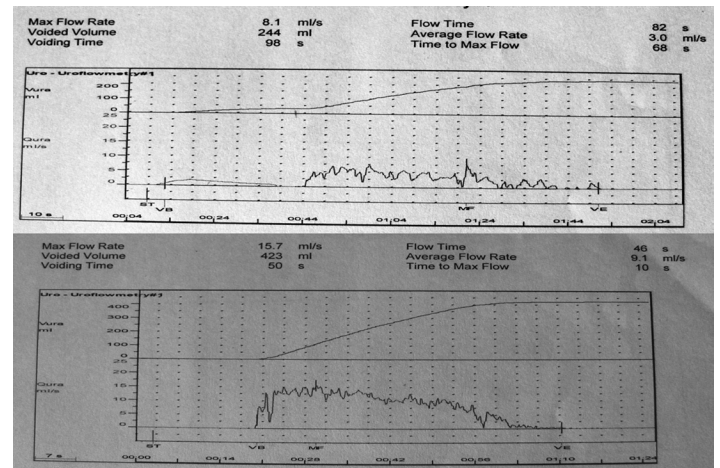 Max Flow Rate 8.1 ml/s Flow Time 82 s
Voided Volume 244 ml Average Flow Rate 3.0 ml/s
Voiding Time 98 s Time to Max Flow 68 s
Uro - Uroflowmetry#1
200
Vura
ml 100
0
25
20
Qura
ml/s 15
10
5
0
ST VB MF VE
10 s 00;04 00;24 00;44 01;04 01;24 01;44 02;04
Max Flow Rate 15.7 ml/s Flow Time 46 s
Voided Volume 423 ml Average Flow Rate 9.1 ml/s
Voiding Time 50 s Time to Max Flow 10 s
Uro - Uroflowmetry#1
400
300
Vura
ml 200
100
0
25
20
Qura
ml/s 15
10
5
0
ST VB MF VE
7 s 00;00 00;14 00;28 00;42 00;56 01;10 01;24